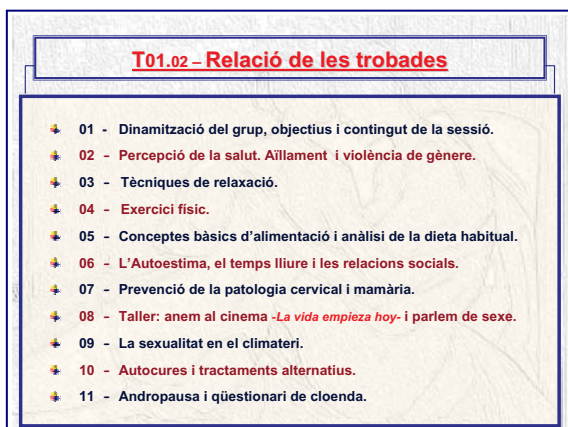 T01.02 – Relació de les trobades
01 - Dinamització del grup, objectius i contingut de la sessió.
02 - Percepció de la salut. Aïllament i violència de gènere.
03 - Tècniques de relaxació.
04 - Exercici físic.
05 - Conceptes bàsics d’alimentació i anàlisi de la dieta habitual.
06 - L’Autoestima, el temps lliure i les relacions socials.
07 - Prevenció de la patologia cervical i mamària.
08 - Taller: anem al cinema -La vida empieza hoy- i parlem de sexe.
09 - La sexualitat en el climateri.
10 - Autocures i tractaments alternatius.
11 - Andropausa i qüestionari de cloenda.